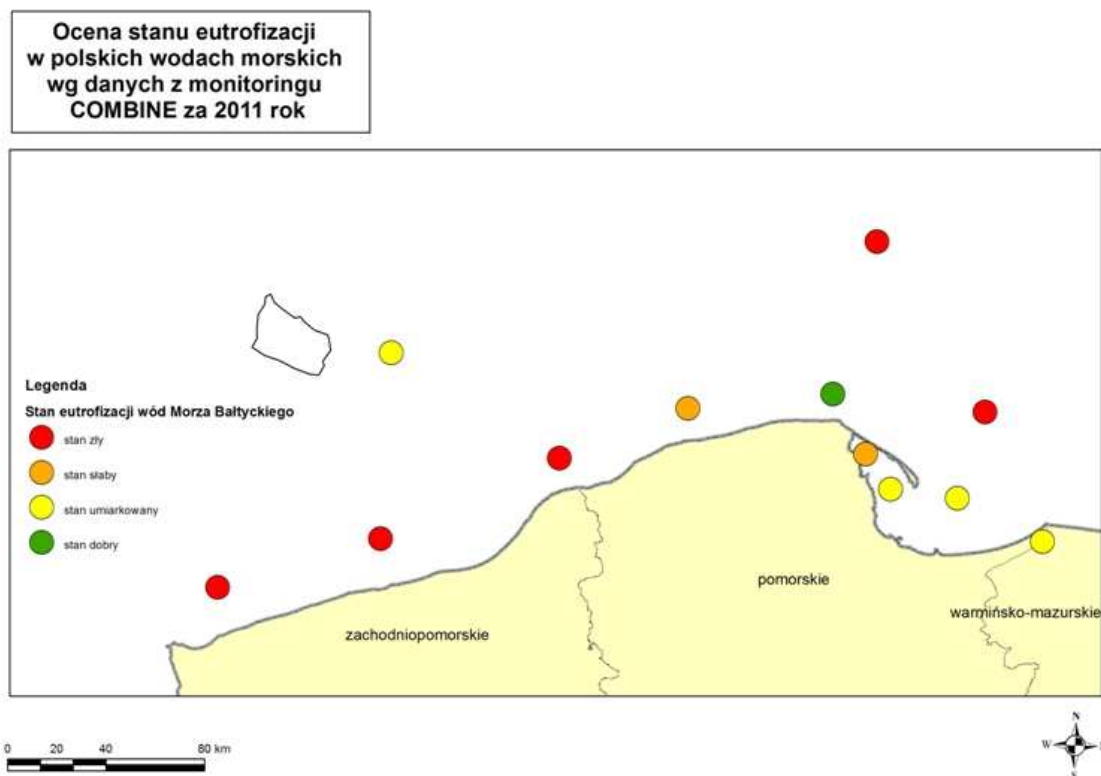 Ocena stanu eutrofizacji
w polskich wodach morskich
wg danych z monitoringu
COMBINE za 2011 rok
Legenda
Stan eutrofizacji wód Morza Bałtyckiego
stan zły
stan słaby
stan umiarkowany
stan dobry
pomorskie
warmińsko-mazurskie
zachodniopomorskie
0 20 40 80 km
N
W
S